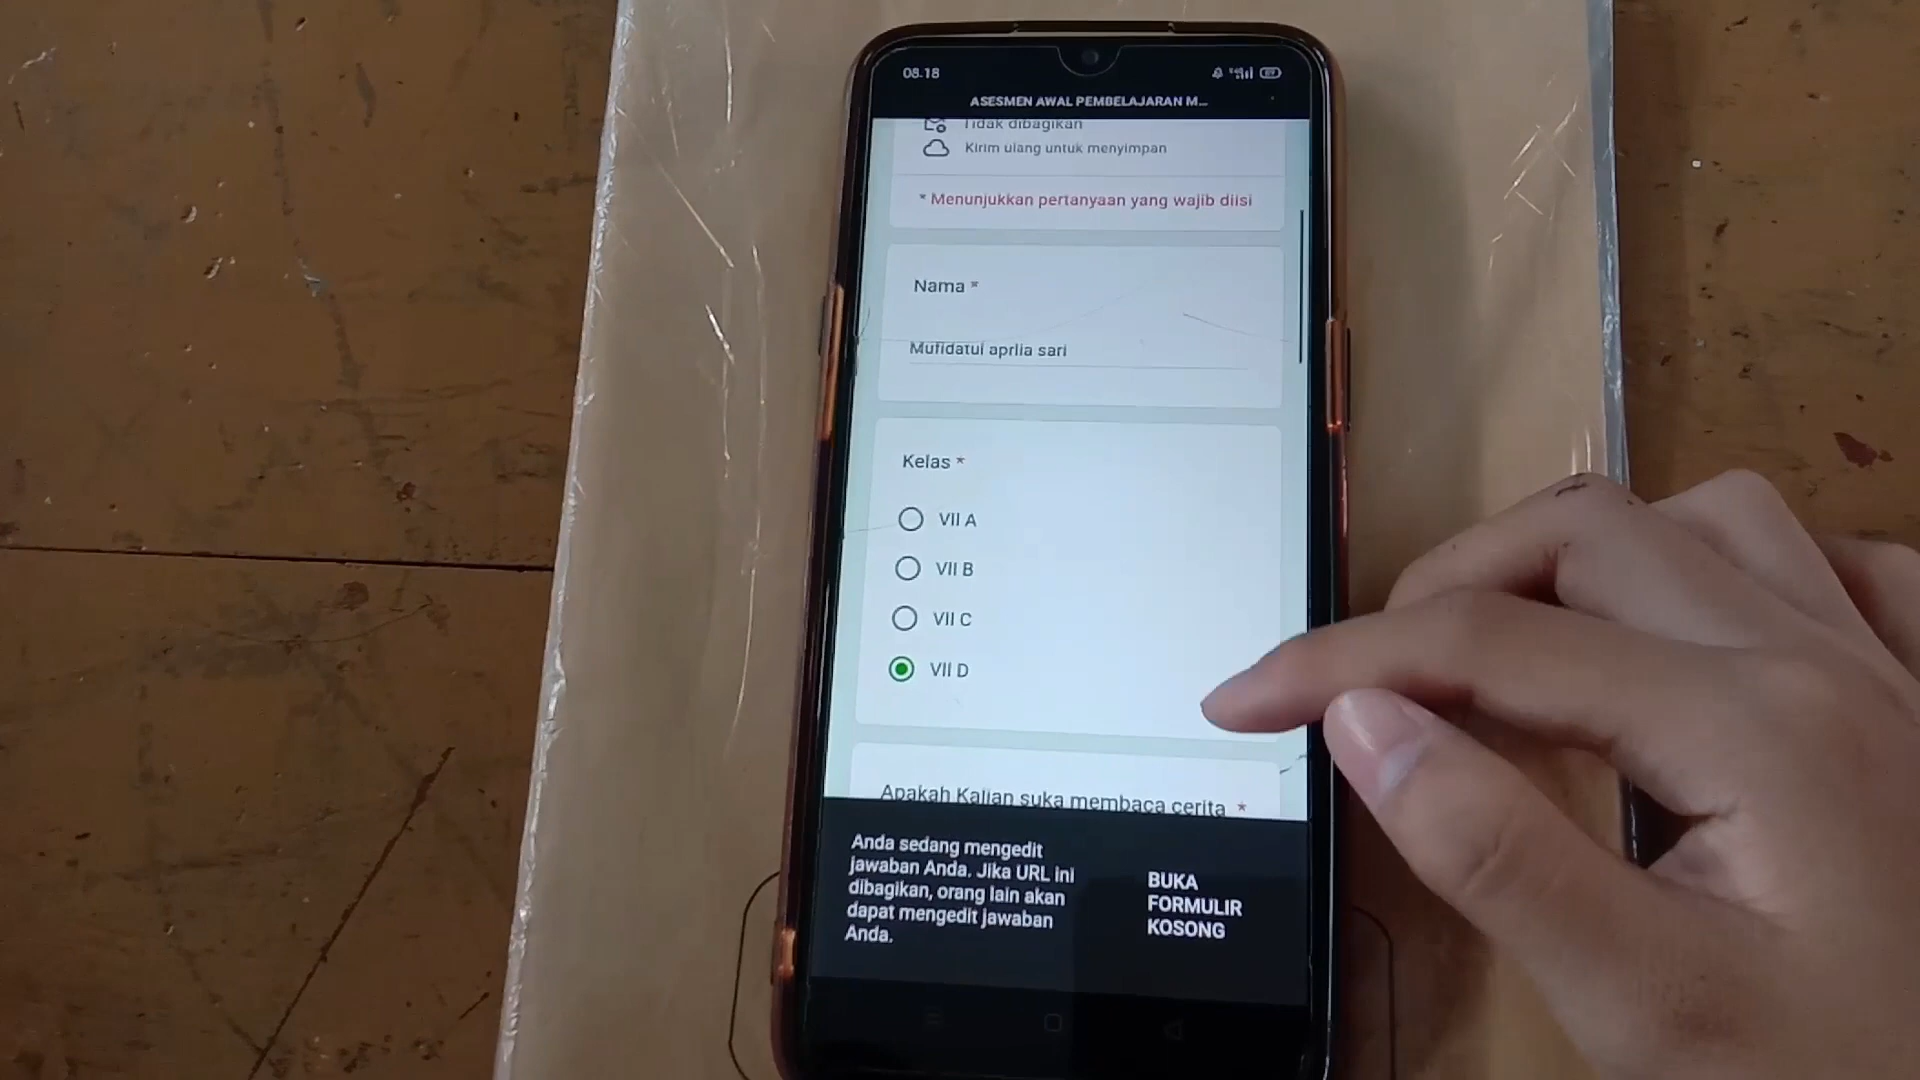 08.18
ASESMEN AWAL PEMBELAJARAN M...
Tidak dibagikan
Kirim ulang untuk menyimpan
* Menunjukkan pertanyaan yang wajib diisi
Nama *
Mufidatul aprlia sari
Kelas *
VII A
VII B
VII C
VII D
Apakah Kalian suka membaca cerita *
Anda sedang mengedit
jawaban Anda. Jika URL ini
dibagikan, orang lain akan
dapat mengedit jawaban
Anda.
BUKA
FORMULIR
KOSONG